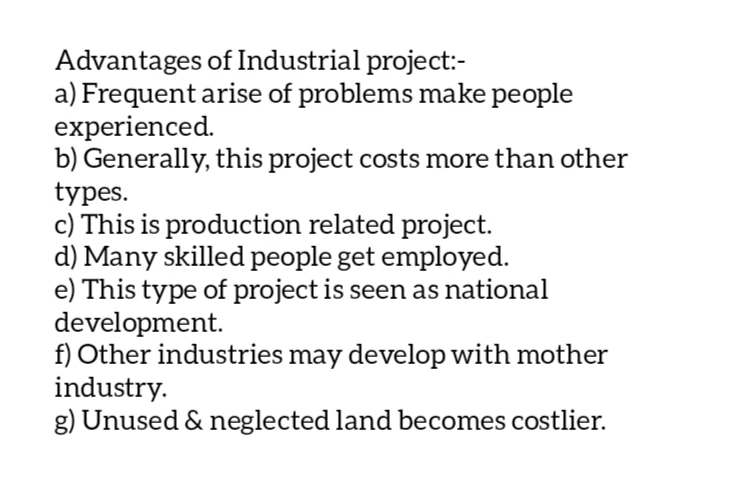 Advantages of Industrial project:-
a) Frequent arise of problems make people
experienced.
b) Generally, this project costs more than other
types.
c) This is production related project.
d) Many skilled people get employed.
e) This type of project is seen as national
development.
f) Other industries may develop with mother
industry.
g) Unused & neglected land becomes costlier.